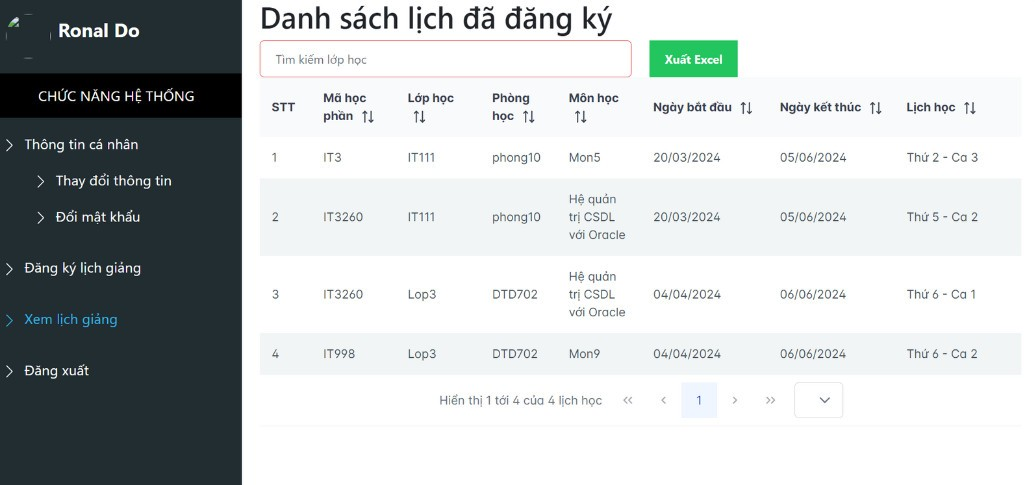 Ronal Do
CHỨC NĂNG HỆ THỐNG
Thông tin cá nhân
Thay đổi thông tin
Đổi mật khẩu
Đăng ký lịch giảng
Xem lịch giảng
Đăng xuất
Danh sách lịch đã đăng ký
Tìm kiếm lớp học
Xuất Excel
STT Mã học phần Lớp học Phòng học Môn học Ngày bắt đầu Ngày kết thúc Lịch học
1 IT3 IT111 phong10 Mon5 20/03/2024 05/06/2024 Thứ 2 - Ca 3
2 IT3260 IT111 phong10 Hệ quản trị CSDL với Oracle 20/03/2024 05/06/2024 Thứ 5 - Ca 2
3 IT3260 Lop3 DTD702 Hệ quản trị CSDL với Oracle 04/04/2024 06/06/2024 Thứ 6 - Ca 1
4 IT998 Lop3 DTD702 Mon9 04/04/2024 06/06/2024 Thứ 6 - Ca 2
Hiển thị 1 tới 4 của 4 lịch học « ‹ 1 › »